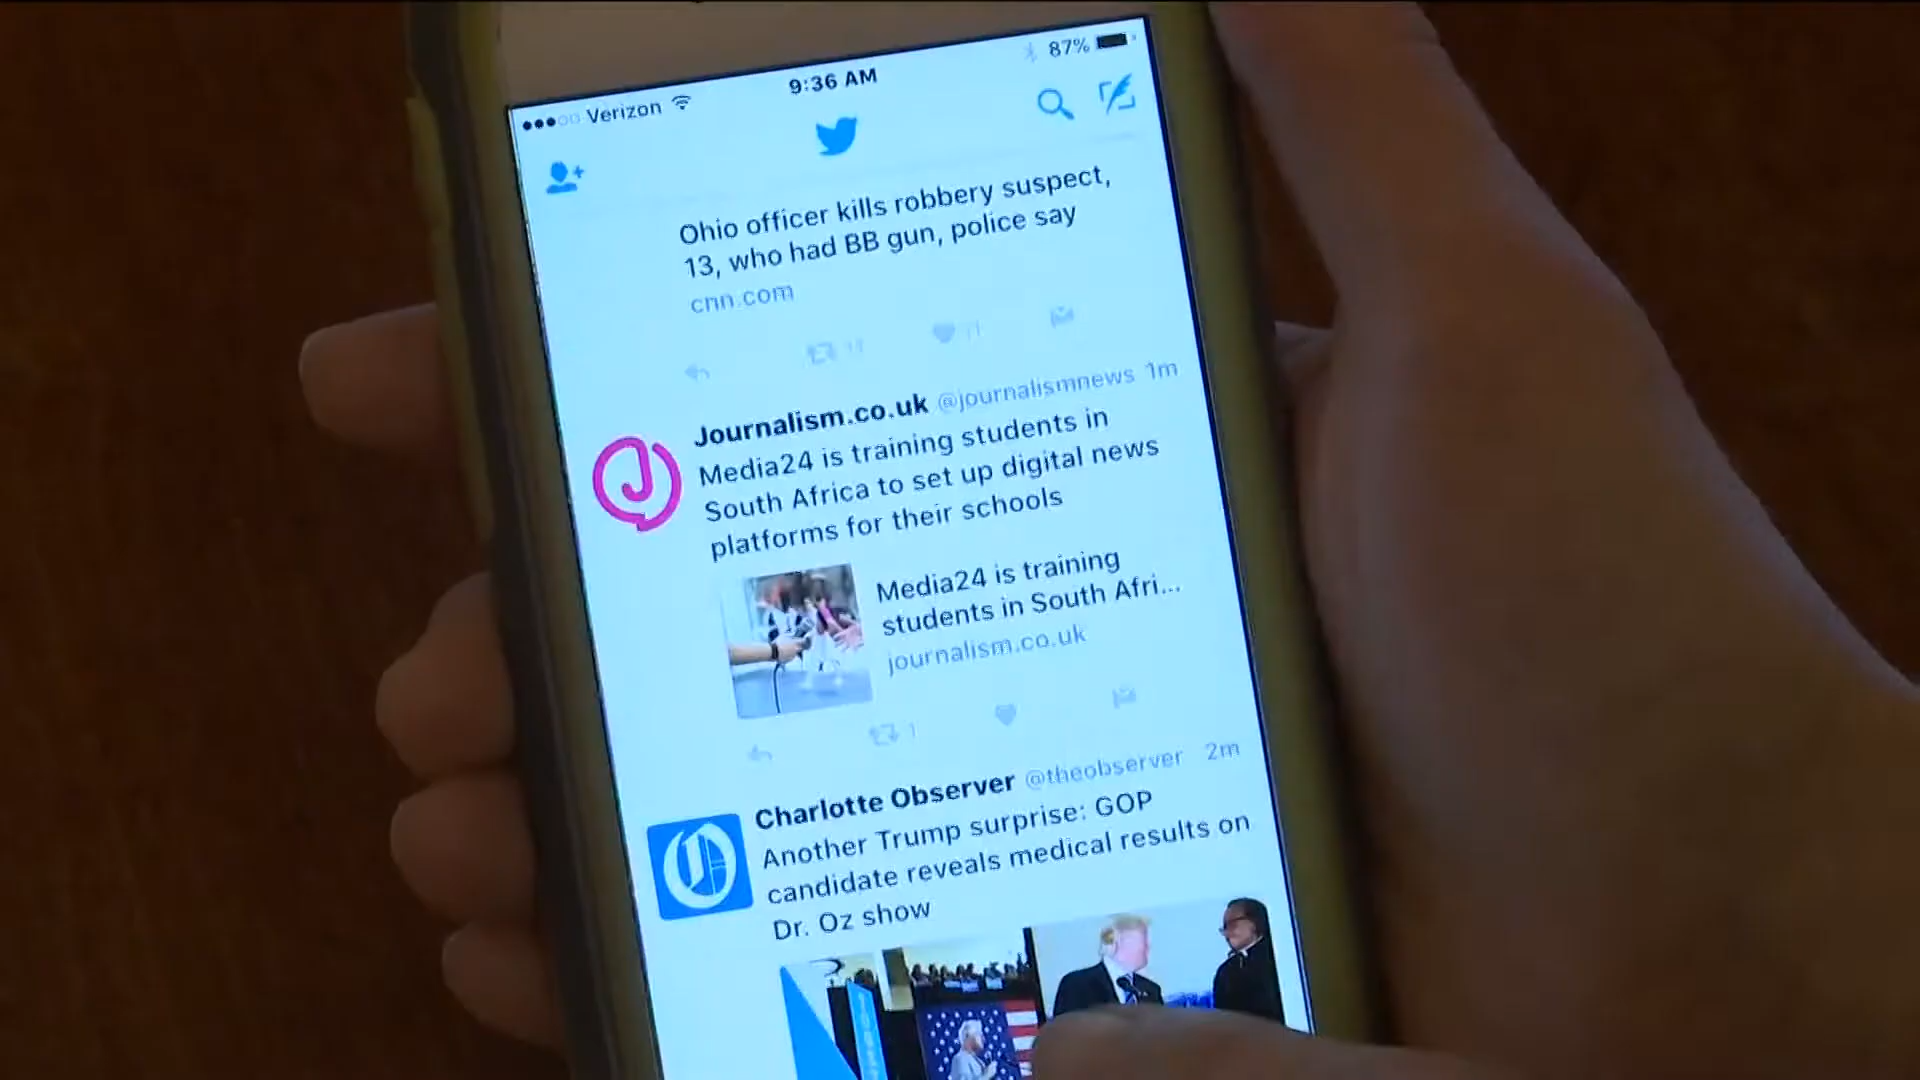 Verizon
9:36 AM
87%
Ohio officer kills robbery suspect,
13, who had BB gun, police say
cnn.com
Journalism.co.uk @journalismnews 1m
Media24 is training students in
South Africa to set up digital news
platforms for their schools
Media24 is training
students in South Afri...
journalism.co.uk
1
Charlotte Observer @theobserver 2m
Another Trump surprise: GOP
candidate reveals medical results on
Dr. Oz show